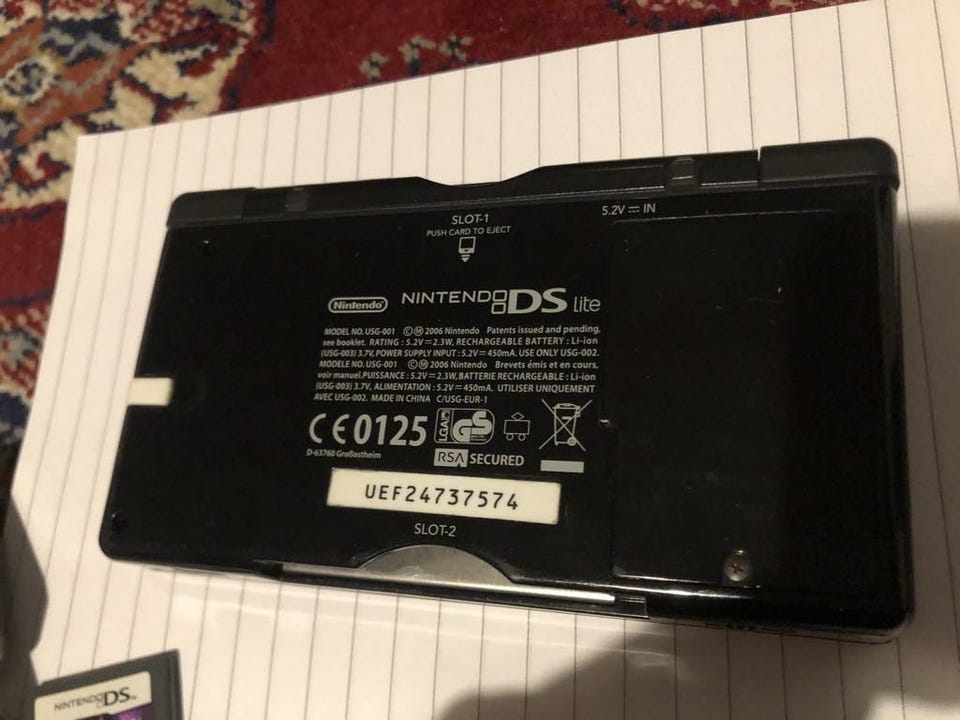 SLOT-1
PUSH CARD TO EJECT
5.2V ⎓ IN
Nintendo NINTENDO DS Lite
MODEL NO. USG-001 ©Ⓜ 2006 Nintendo Patents issued and pending,
see booklet. RATING : 5.2V ⎓ 2.3W, RECHARGEABLE BATTERY : Li-ion
(USG-003) 3.7V, POWER SUPPLY INPUT : 5.2V ⎓ 450mA. USE ONLY USG-002.
MODELE NO. USG-001 ©Ⓜ 2006 Nintendo Brevets émis et en cours,
voir manuel.PUISSANCE : 5.2V ⎓ 2.3W, BATTERIE RECHARGEABLE : Li-ion
(USG-003) 3.7V, ALIMENTATION : 5.2V ⎓ 450mA. UTILISER UNIQUEMENT
AVEC USG-002. MADE IN CHINA C/USG-EUR-1
CE0125 LGAI GS
D-63760 Großostheim
RSA SECURED
UEF24737574
SLOT-2
NINTENDO DS™